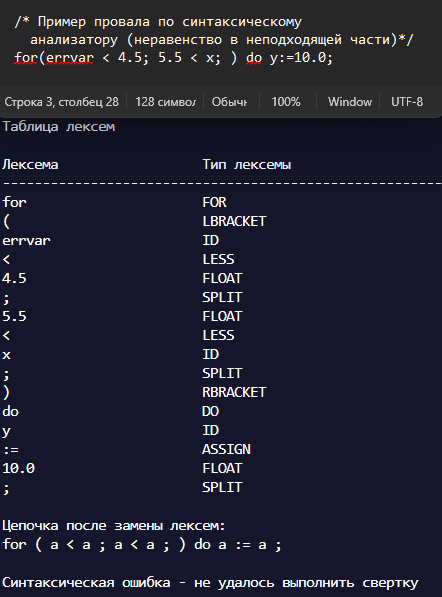 /* Пример провала по синтаксическому
анализатору (неравенство в неподходящей части)*/
for(errvar < 4.5; 5.5 < x; ) do y:=10.0;
Строка 3, столбец 28 128 символ Обычн 100% Window UTF-8
Таблица лексем
Лексема Тип лексемы
------------------------------------------------------
for FOR
( LBRACKET
errvar ID
< LESS
4.5 FLOAT
; SPLIT
5.5 FLOAT
< LESS
x ID
; SPLIT
) RBRACKET
do DO
y ID
:= ASSIGN
10.0 FLOAT
; SPLIT
Цепочка после замены лексем:
for ( a < a ; a < a ; ) do a := a ;
Синтаксическая ошибка - не удалось выполнить свертку